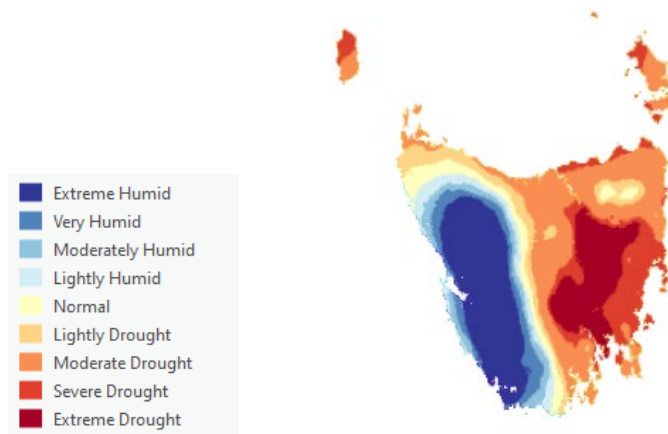 Extreme Humid
Very Humid
Moderately Humid
Lightly Humid
Normal
Lightly Drought
Moderate Drought
Severe Drought
Extreme Drought